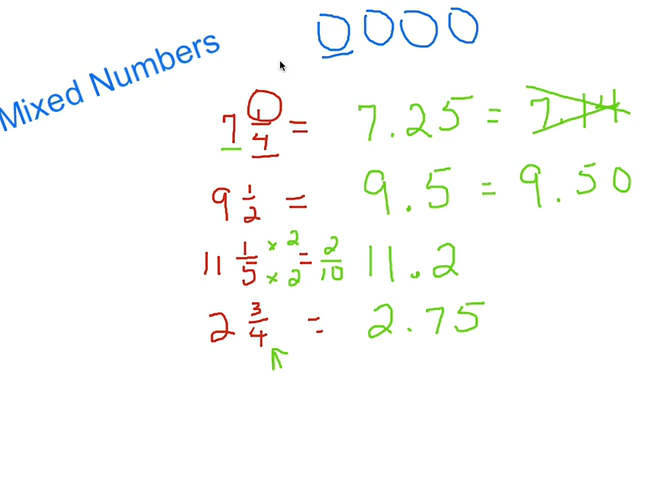 Mixed Numbers
7 1/4 = 7.25 = 7.14
9 1/2 = 9.5 = 9.50
11 1/5 × 2 × 2 = 2/10 11.2
2 3/4 = 2.75